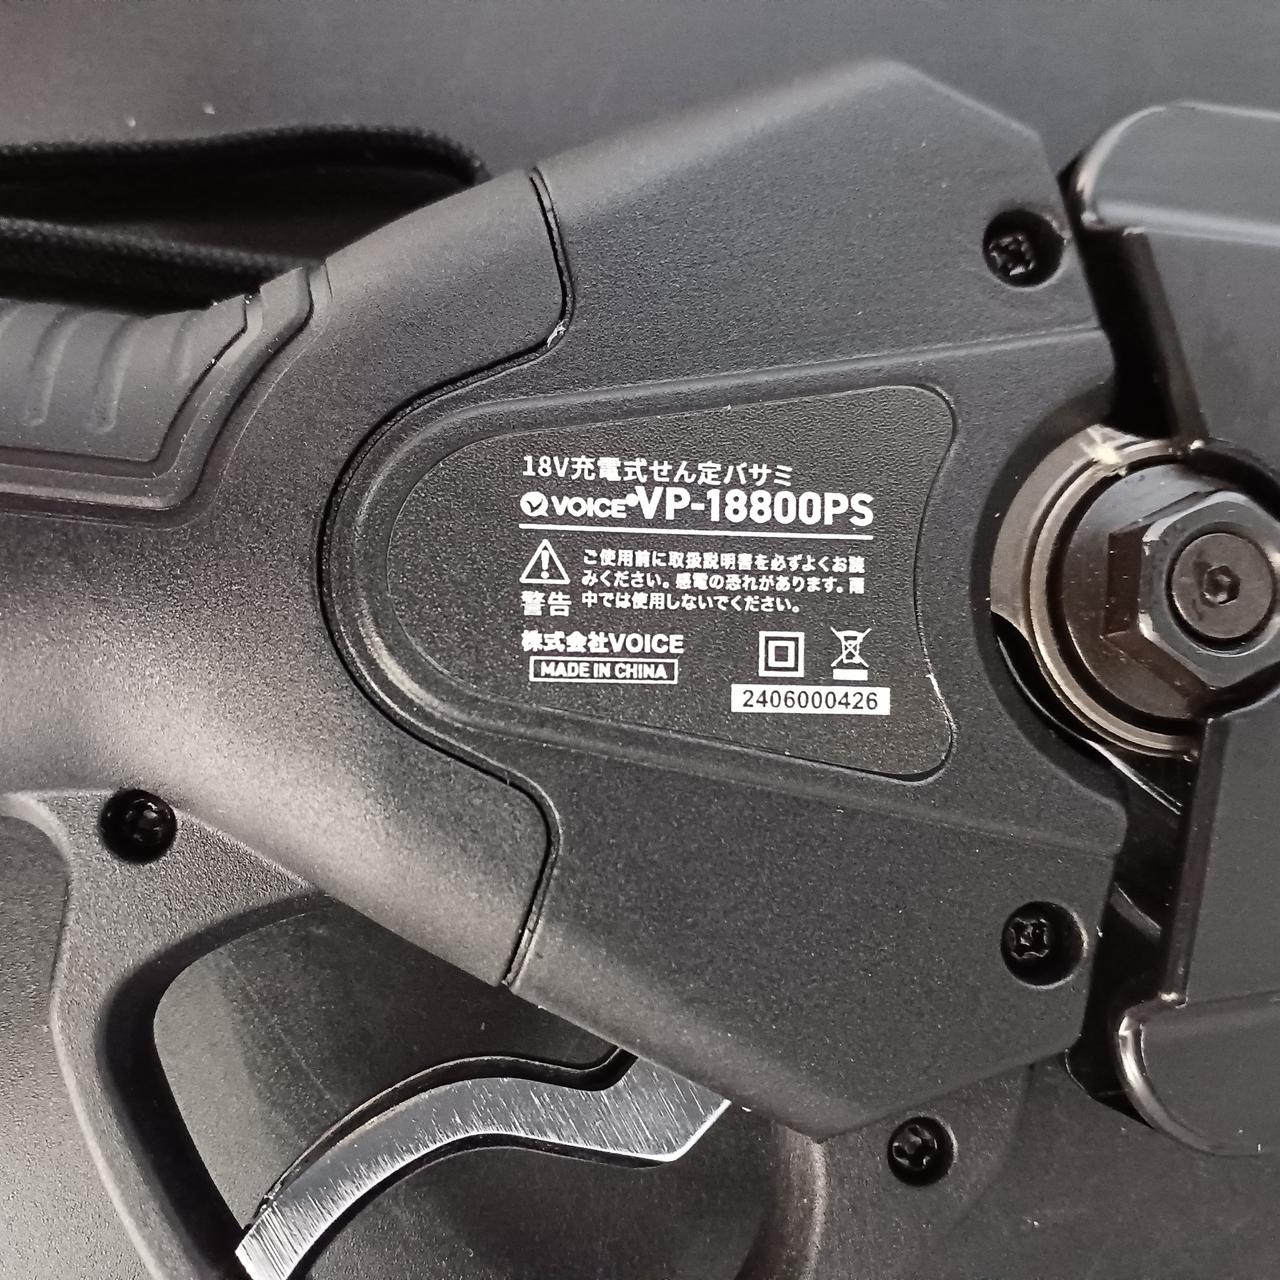 18V充電式せん定バサミ
VOICE® VP-18800PS
ご使用前に取扱説明書を必ずよくお読
みください。感電の恐れがあります。雨
中では使用しないでください。
警告
株式会社VOICE
MADE IN CHINA
2406000426